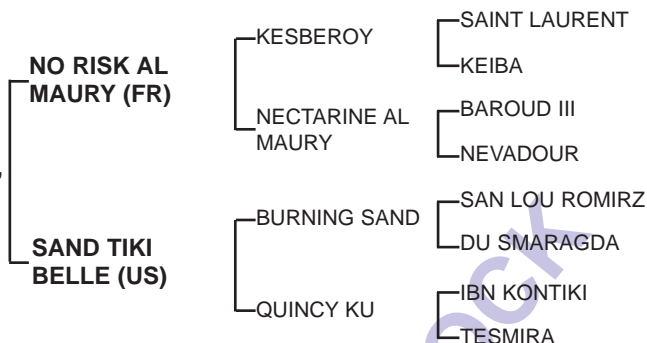 SAINT LAURENT
KESBEROY
KEIBA
NO RISK AL
MAURY (FR)
BAROUD III
NECTARINE AL
MAURY
NEVADOUR
SAN LOU ROMIRZ
BURNING SAND
DU SMARAGDA
SAND TIKI
BELLE (US)
IBN KONTIKI
QUINCY KU
TESMIRA
OCK